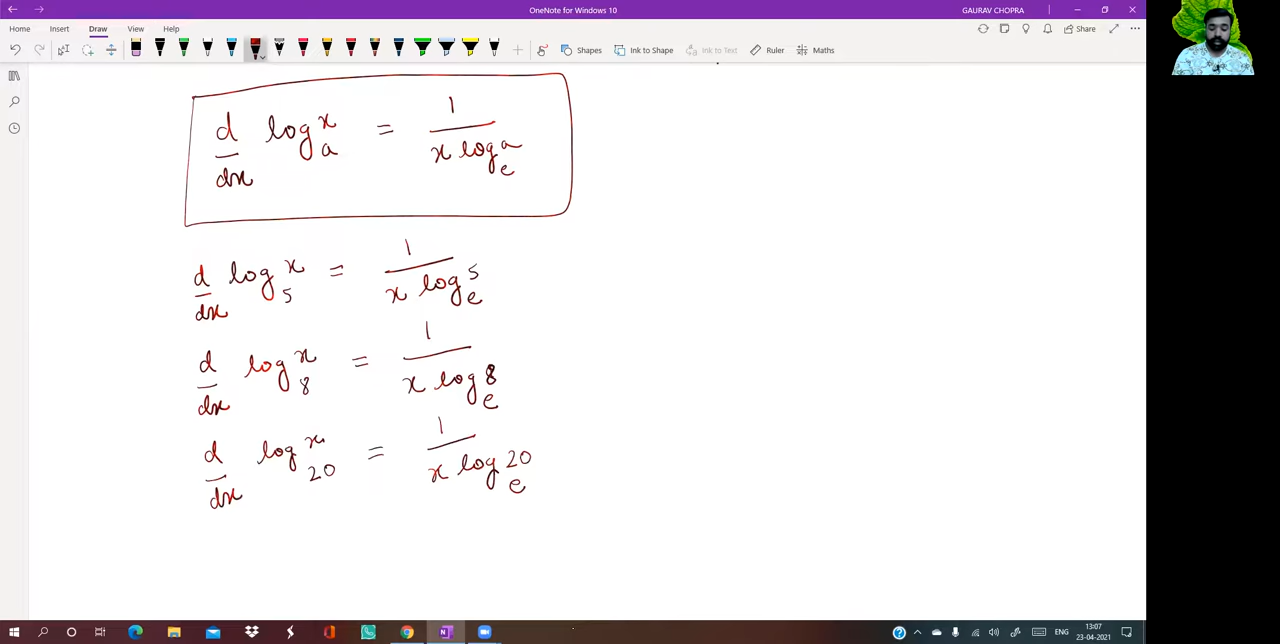 OneNote for Windows 10
GAURAV CHOPRA
Home Insert Draw View Help
Share
Shapes Ink to Shape Ink to Text Ruler Maths
d/dx log_a^x = 1/(x log_e^a)
d/dx log_5^x = 1/(x log_e^5)
d/dx log_8^x = 1/(x log_e^8)
d/dx log_20^x = 1/(x log_e^20)
ENG
13:07
23-04-2021